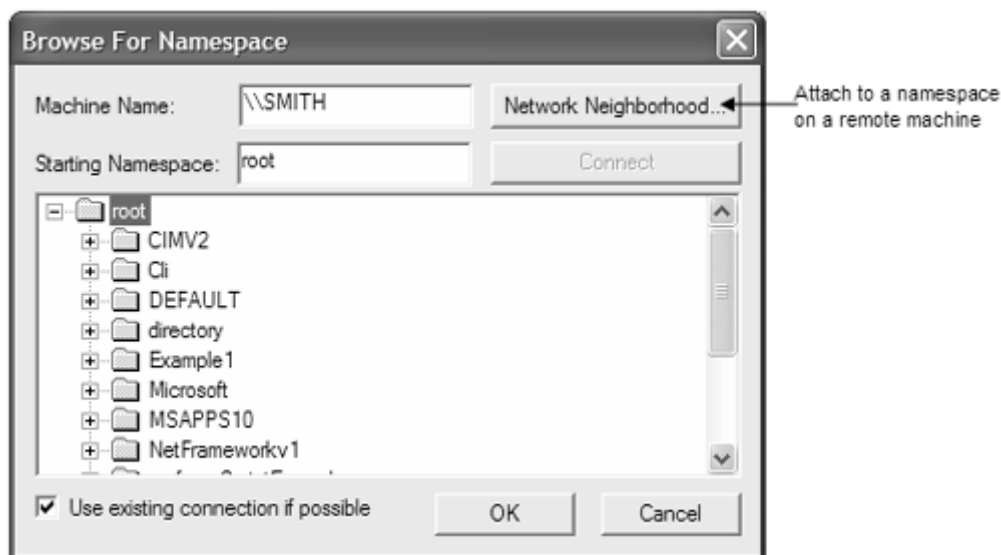 Browse For Namespace
Machine Name: \\SMITH Network Neighborhood...
Attach to a namespace
on a remote machine
Starting Namespace: root Connect
root
CIMV2
Cli
DEFAULT
directory
Example1
Microsoft
MSAPPS10
NetFrameworkv1
Use existing connection if possible OK Cancel